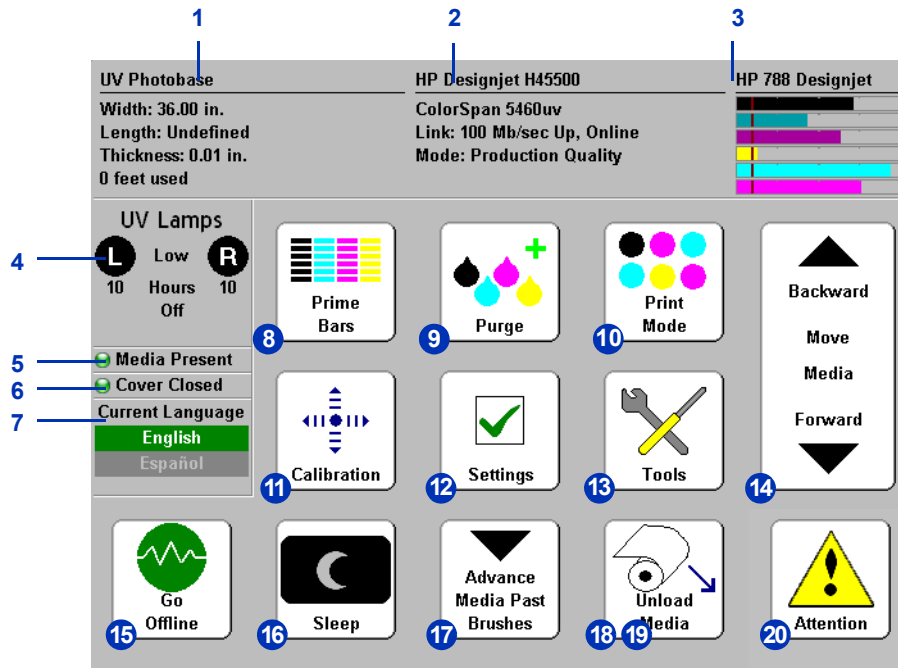 1
2
3
UV Photobase
Width: 36.00 in.
Length: Undefined
Thickness: 0.01 in.
0 feet used
HP Designjet H45500
ColorSpan 5460uv
Link: 100 Mb/sec Up, Online
Mode: Production Quality
HP 788 Designjet
4
UV Lamps
L Low R
10 Hours 10
Off
5
Media Present
6
Cover Closed
7
Current Language
English
Español
Prime
Bars
8
Purge
9
Print
Mode
10
Backward
Move
Media
Forward
14
Calibration
11
Settings
12
Tools
13
Go
Offline
15
Sleep
16
Advance
Media Past
Brushes
17
Unload
Media
18 19
Attention
20